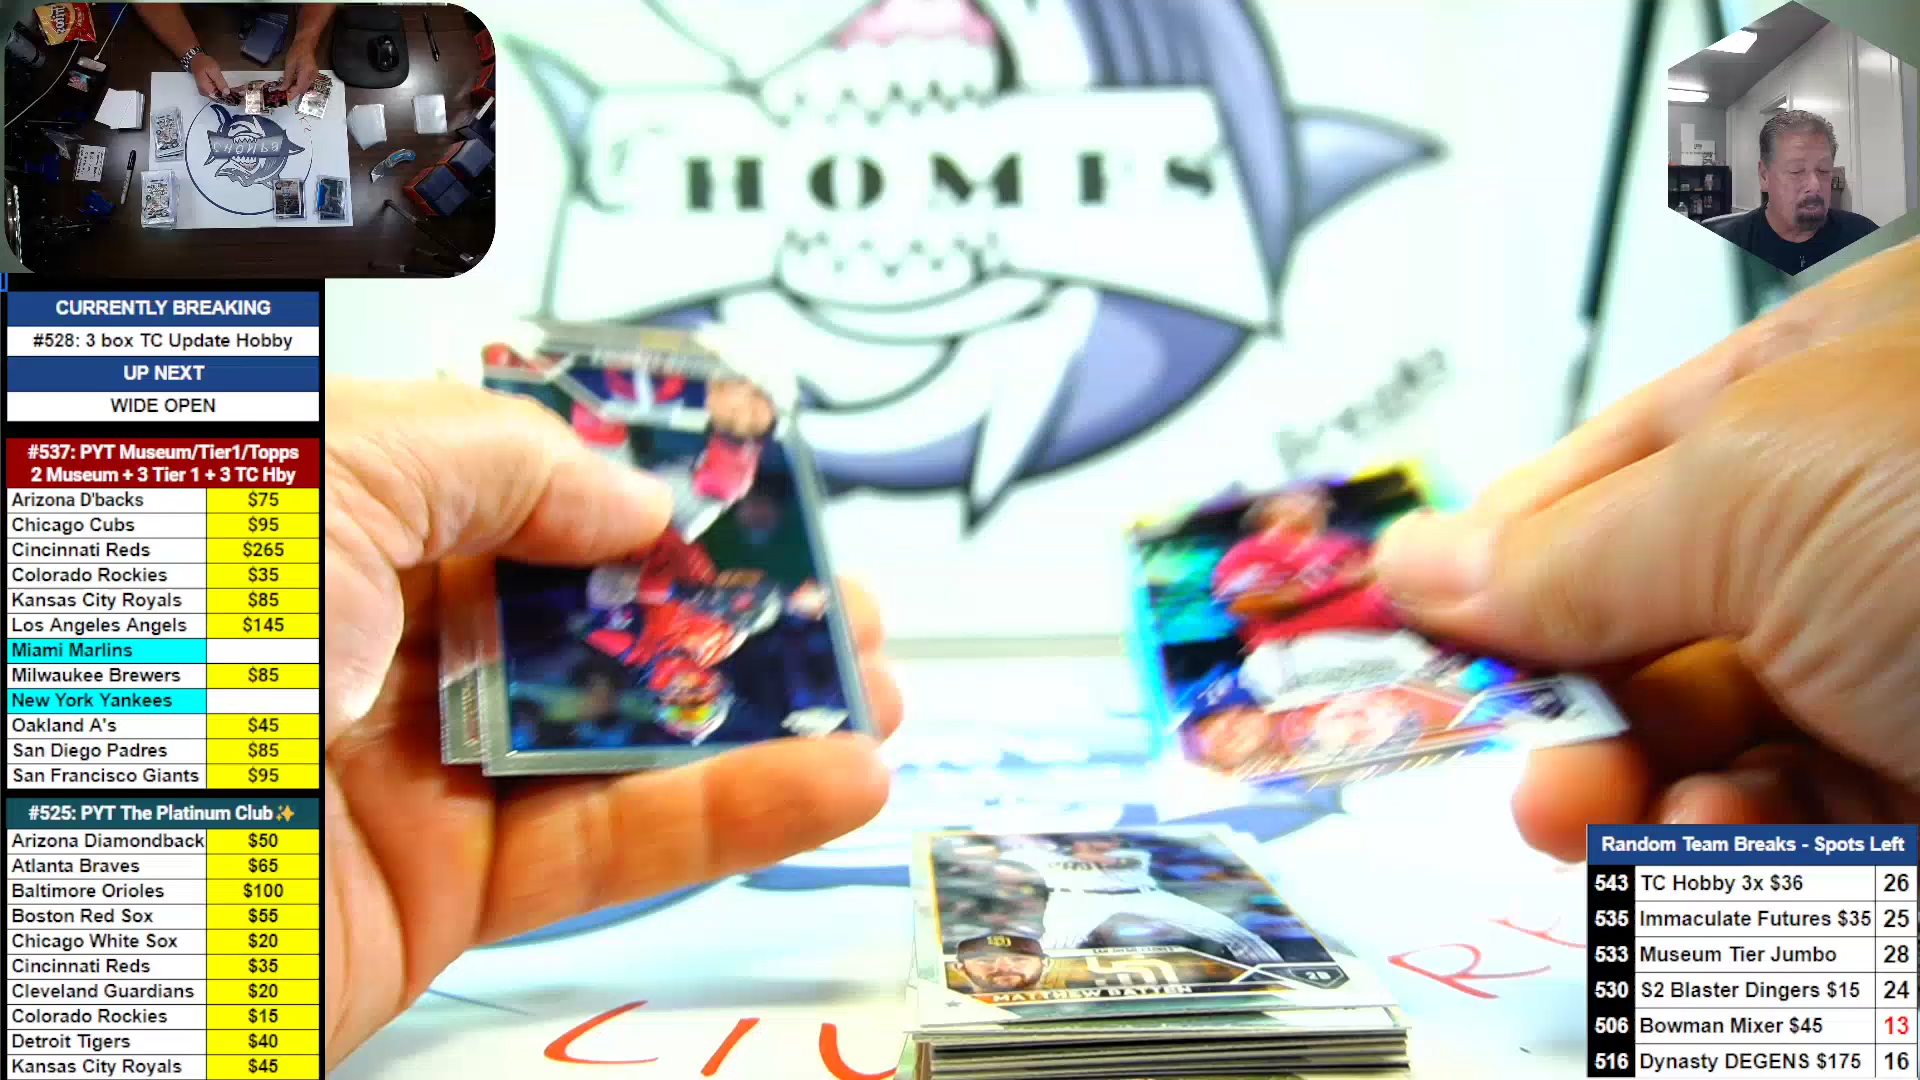 CHOMPS
CURRENTLY BREAKING
#528: 3 box TC Update Hobby
UP NEXT
WIDE OPEN
#537: PYT Museum/Tier1/Topps
2 Museum + 3 Tier 1 + 3 TC Hby
Arizona D'backs $75
Chicago Cubs $95
Cincinnati Reds $265
Colorado Rockies $35
Kansas City Royals $85
Los Angeles Angels $145
Miami Marlins
Milwaukee Brewers $85
New York Yankees
Oakland A's $45
San Diego Padres $85
San Francisco Giants $95
#525: PYT The Platinum Club✨
Arizona Diamondback $50
Atlanta Braves $65
Baltimore Orioles $100
Boston Red Sox $55
Chicago White Sox $20
Cincinnati Reds $35
Cleveland Guardians $20
Colorado Rockies $15
Detroit Tigers $40
Kansas City Royals $45
HOMES
MATTHEW BATTEN
Random Team Breaks - Spots Left
543 TC Hobby 3x $36 26
535 Immaculate Futures $35 25
533 Museum Tier Jumbo 28
530 S2 Blaster Dingers $15 24
506 Bowman Mixer $45 13
516 Dynasty DEGENS $175 16